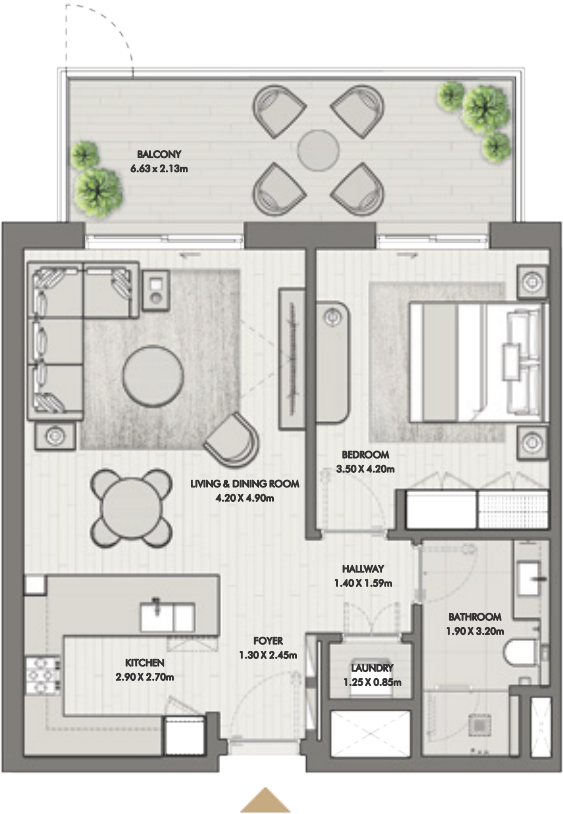 BALCONY
6.63 x 2.13m
BEDROOM
3.50 X 4.20m
LIVING & DINING ROOM
4.20 X 4.90m
HALLWAY
1.40 X 1.59m
BATHROOM
1.90 X 3.20m
FOYER
1.30 X 2.45m
KITCHEN
2.90 X 2.70m
LAUNDRY
1.25 X 0.85m